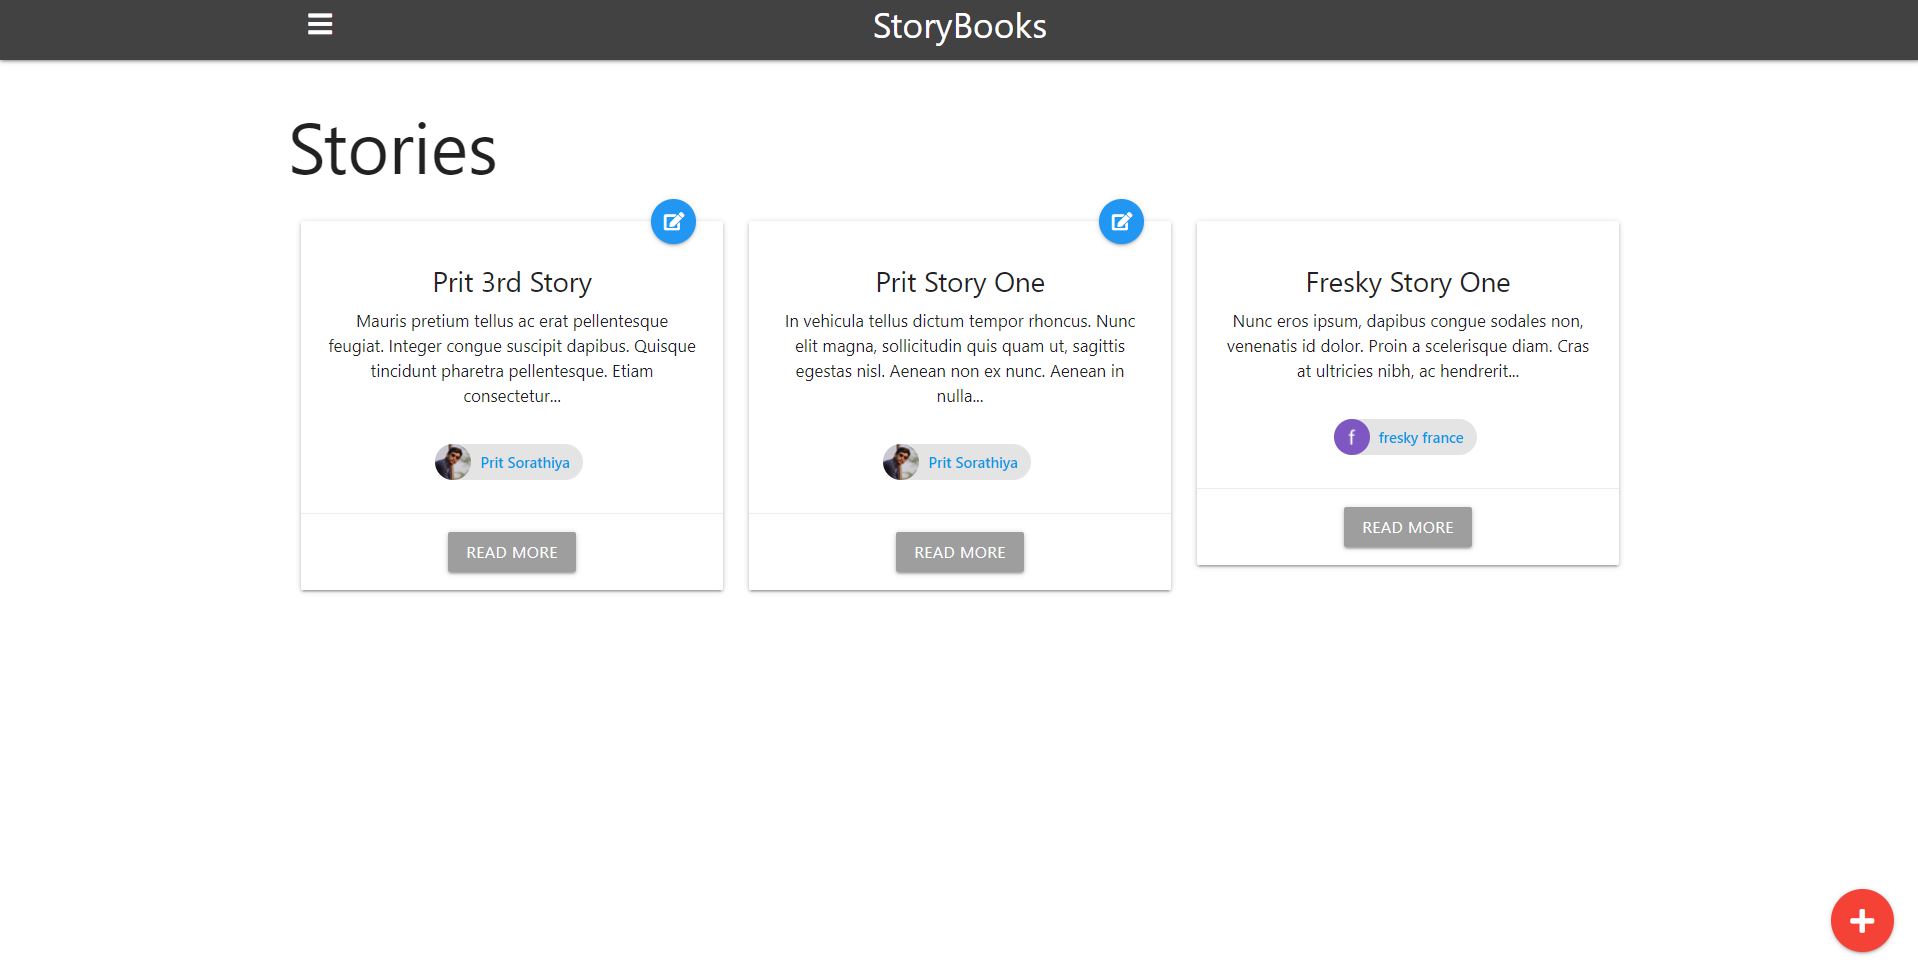 StoryBooks
Stories
Prit 3rd Story
Mauris pretium tellus ac erat pellentesque
feugiat. Integer congue suscipit dapibus. Quisque
tincidunt pharetra pellentesque. Etiam
consectetur...
Prit Sorathiya
READ MORE
Prit Story One
In vehicula tellus dictum tempor rhoncus. Nunc
elit magna, sollicitudin quis quam ut, sagittis
egestas nisl. Aenean non ex nunc. Aenean in
nulla...
Prit Sorathiya
READ MORE
Fresky Story One
Nunc eros ipsum, dapibus congue sodales non,
venenatis id dolor. Proin a scelerisque diam. Cras
at ultricies nibh, ac hendrerit...
f fresky france
READ MORE